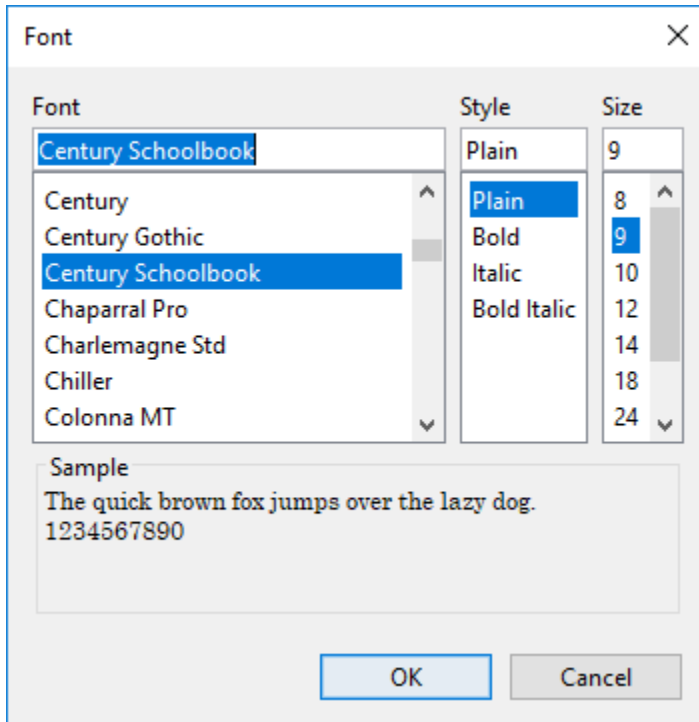 Font
Font
Style
Size
Century Schoolbook
Plain
9
Century
Century Gothic
Century Schoolbook
Chaparral Pro
Charlemagne Std
Chiller
Colonna MT
Plain
Bold
Italic
Bold Italic
8
9
10
12
14
18
24
Sample
The quick brown fox jumps over the lazy dog.
1234567890
OK
Cancel